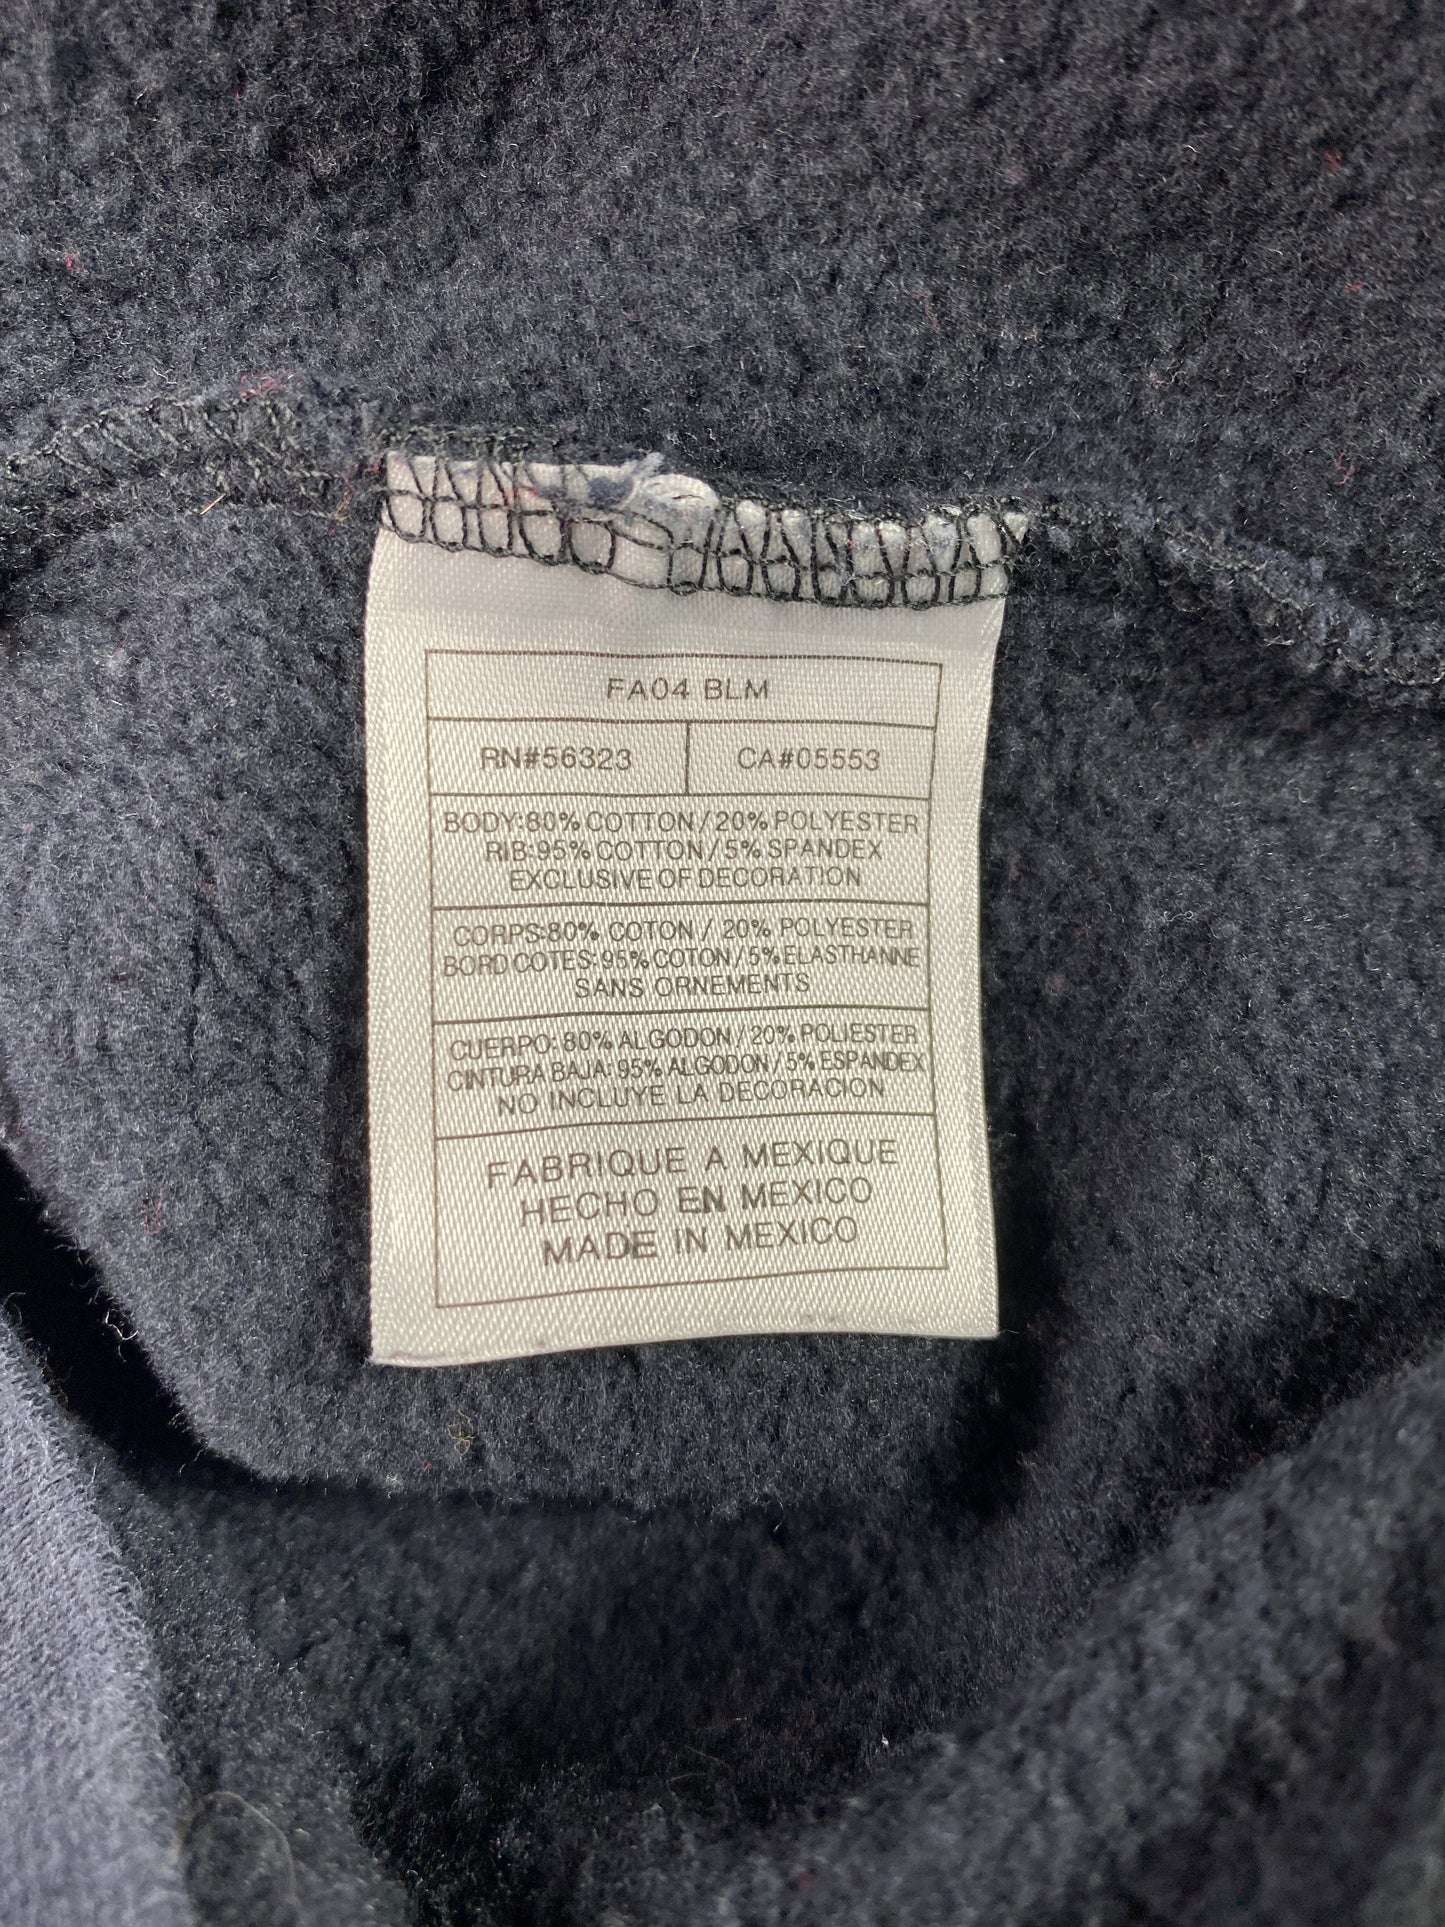 FA04 BLM
RN#56323
CA#05553
BODY:80% COTTON/20% POLYESTER
RIB:95% COTTON/5% SPANDEX
EXCLUSIVE OF DECORATION
CORPS:80% COTON / 20% POLYESTER
BORD COTES:95% COTON/5% ELASTHANNE
SANS ORNEMENTS
CUERPO: 80% ALGODON / 20% POLIESTER
CINTURA BAJA: 95% ALGODON / 5% ESPANDEX
NO INCLUYE LA DECORACION
FABRIQUE A MEXIQUE
HECHO EN MEXICO
MADE IN MEXICO